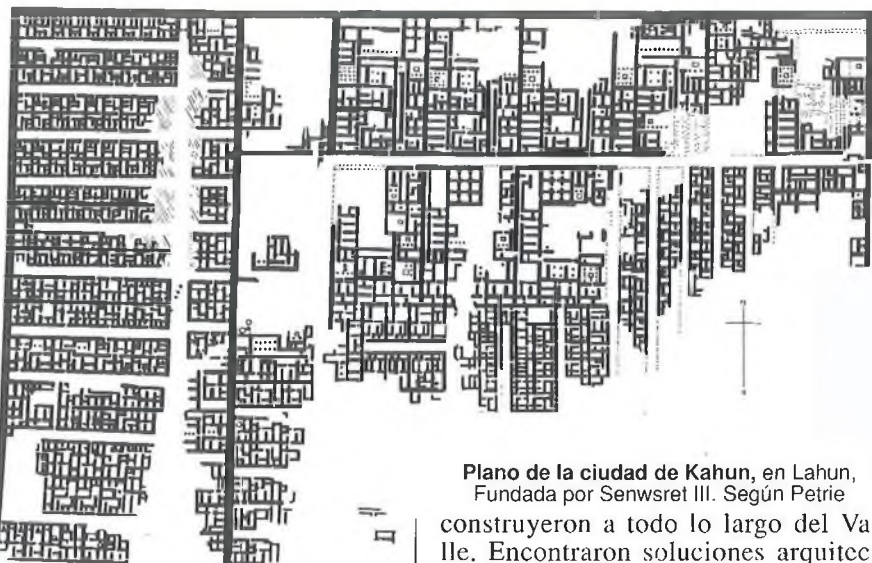 Plano de la ciudad de Kahun, en Lahun,
Fundada por Senwsret III. Según Petrie
construyeron a todo lo largo del Va
lle. Encontraron soluciones arquitec